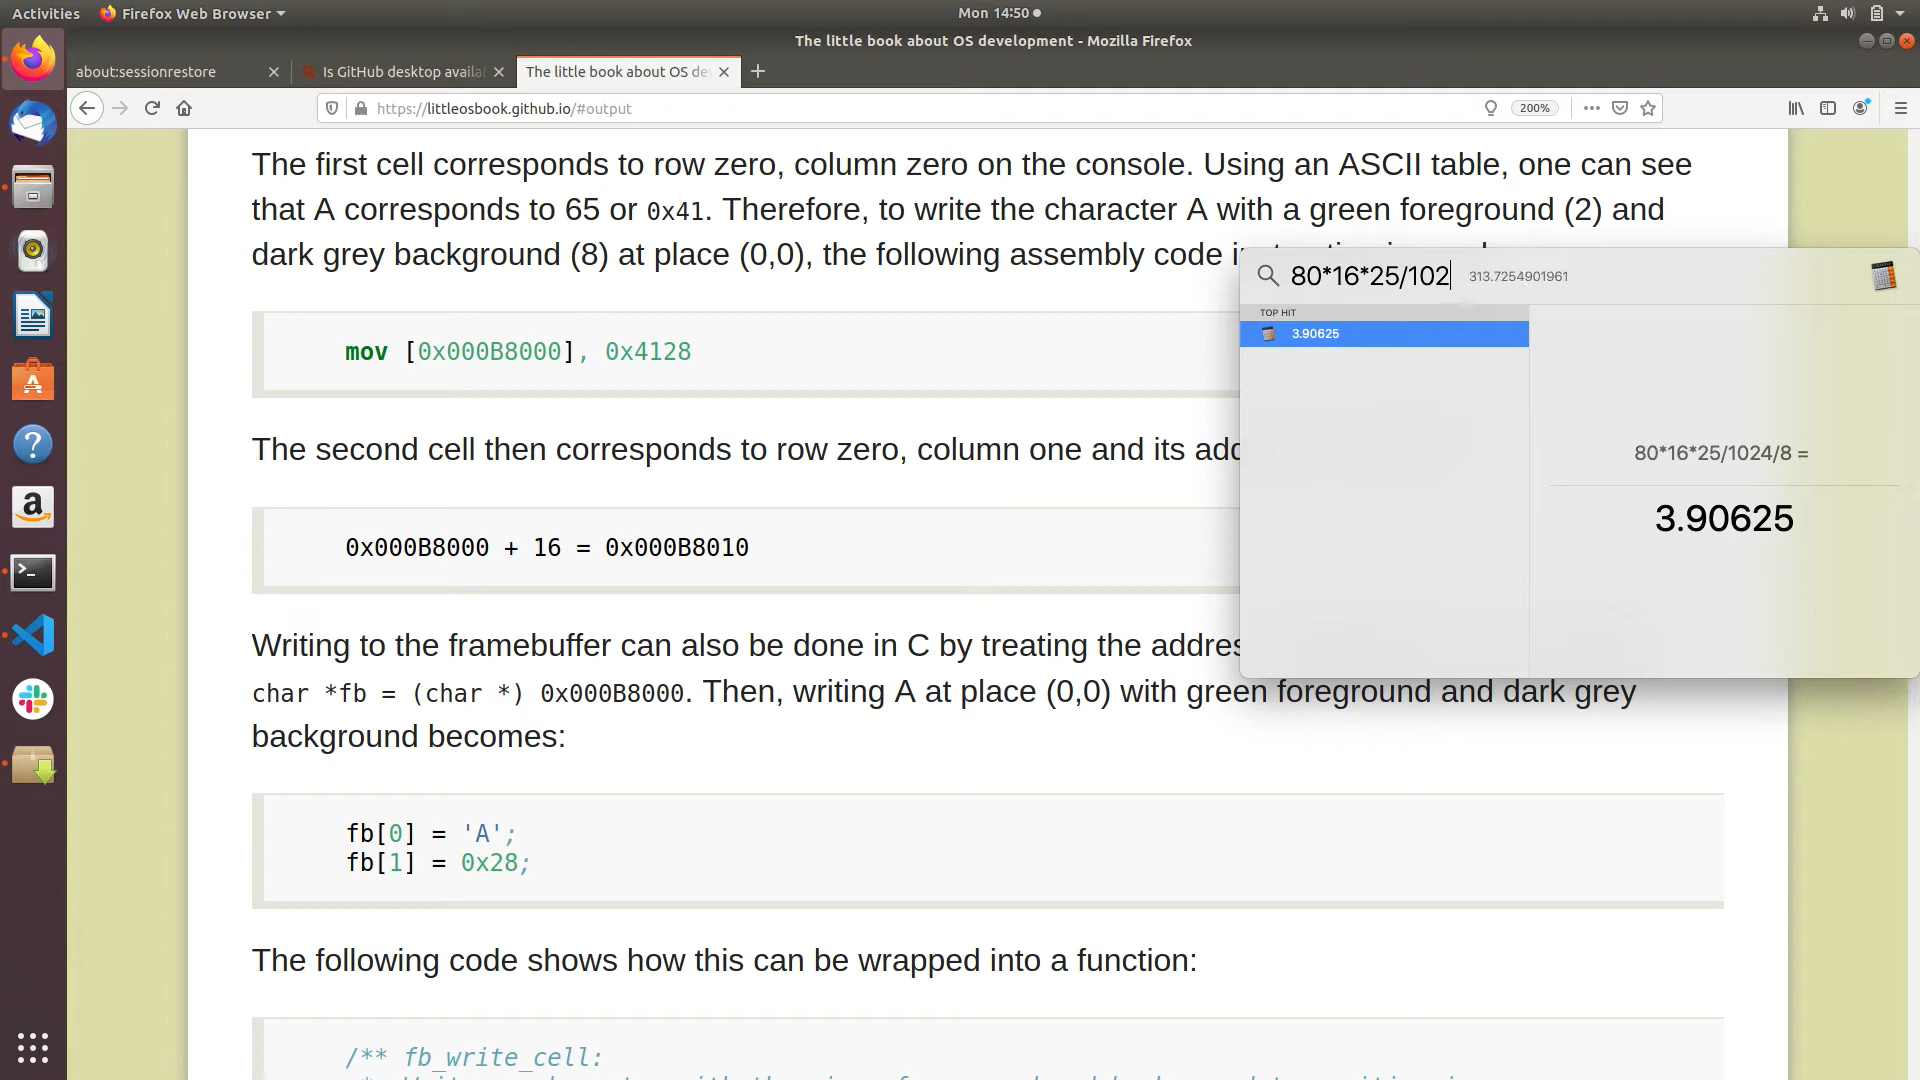 Activities
Firefox Web Browser
Mon 14:50
The little book about OS development - Mozilla Firefox
about:sessionrestore
Is GitHub desktop availa
The little book about OS de
https://littleosbook.github.io/#output
200%
The first cell corresponds to row zero, column zero on the console. Using an ASCII table, one can see
that A corresponds to 65 or 0x41. Therefore, to write the character A with a green foreground (2) and
dark grey background (8) at place (0,0), the following assembly code
80*16*25/102
313.7254901961
TOP HIT
3.90625
80*16*25/1024/8 =
3.90625
mov [0x000B8000], 0x4128
The second cell then corresponds to row zero, column one and its add
0x000B8000 + 16 = 0x000B8010
Writing to the framebuffer can also be done in C by treating the addres
char *fb = (char *) 0x000B8000. Then, writing A at place (0,0) with green foreground and dark grey
background becomes:
fb[0] = 'A';
fb[1] = 0x28;
The following code shows how this can be wrapped into a function:
/** fb_write_cell: